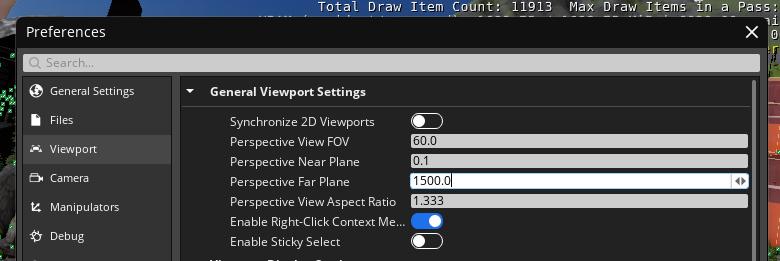 Total Draw Item Count: 11913 Max Draw Items in a Pass:
Preferences
Search...
General Settings
Files
Viewport
Camera
Manipulators
Debug
General Viewport Settings
Synchronize 2D Viewports
Perspective View FOV 60.0
Perspective Near Plane 0.1
Perspective Far Plane 1500.0
Perspective View Aspect Ratio 1.333
Enable Right-Click Context Me...
Enable Sticky Select